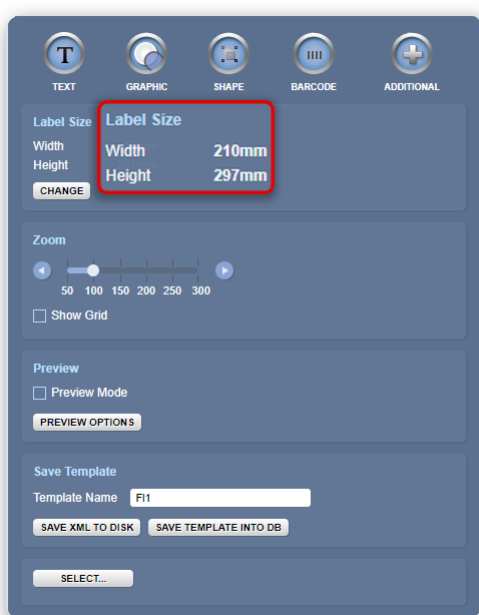 T
TEXT GRAPHIC SHAPE BARCODE ADDITIONAL
Label Size
Width
Height
CHANGE
Label Size
Width 210mm
Height 297mm
Zoom
50 100 150 200 250 300
Show Grid
Preview
Preview Mode
PREVIEW OPTIONS
Save Template
Template Name FI1
SAVE XML TO DISK SAVE TEMPLATE INTO DB
SELECT...